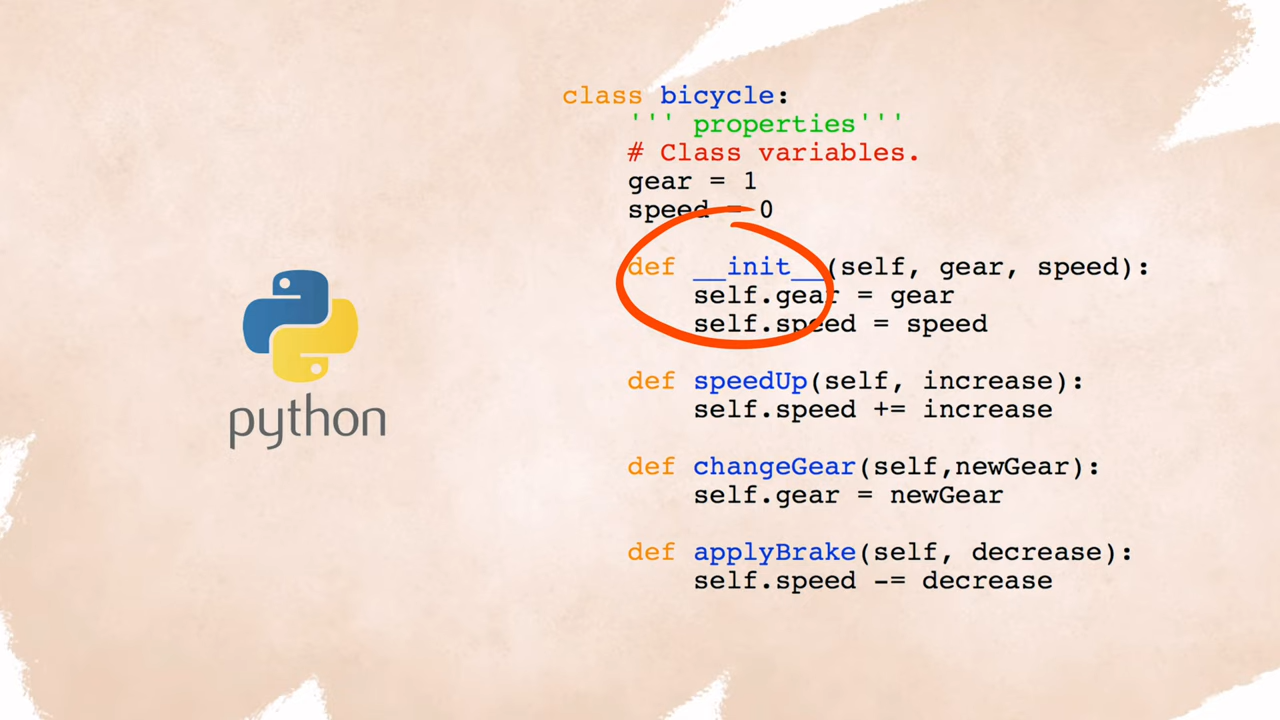 python
class bicycle:
    ''' properties'''
    # Class variables.
    gear = 1
    speed = 0
    def __init__(self, gear, speed):
        self.gear = gear
        self.speed = speed
    def speedUp(self, increase):
        self.speed += increase
    def changeGear(self,newGear):
        self.gear = newGear
    def applyBrake(self, decrease):
        self.speed -= decrease